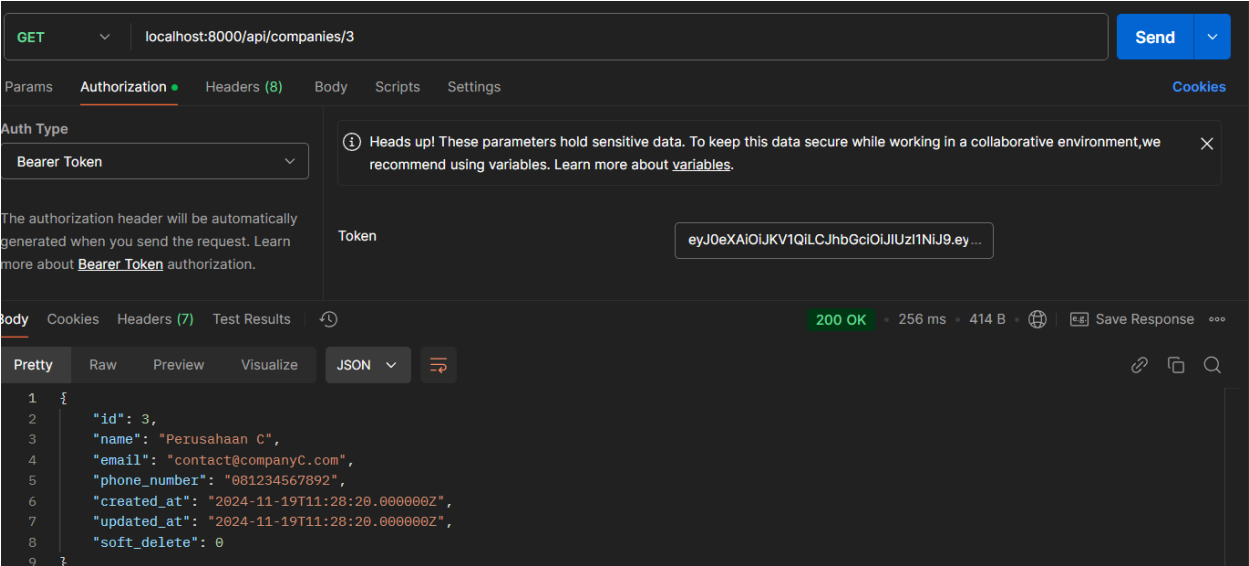 GET localhost:8000/api/companies/3 Send
Params Authorization Headers (8) Body Scripts Settings Cookies
Auth Type
Bearer Token
The authorization header will be automatically
generated when you send the request. Learn
more about Bearer Token authorization.
Heads up! These parameters hold sensitive data. To keep this data secure while working in a collaborative environment,we
recommend using variables. Learn more about variables.
Token eyJ0eXAiOiJKV1QiLCJhbGciOiJIUzI1NiJ9.ey...
Body Cookies Headers (7) Test Results 200 OK 256 ms 414 B e.g. Save Response
Pretty Raw Preview Visualize JSON
1 {
2 "id": 3,
3 "name": "Perusahaan C",
4 "email": "contact@companyC.com",
5 "phone_number": "081234567892",
6 "created_at": "2024-11-19T11:28:20.000000Z",
7 "updated_at": "2024-11-19T11:28:20.000000Z",
8 "soft_delete": 0
9 }